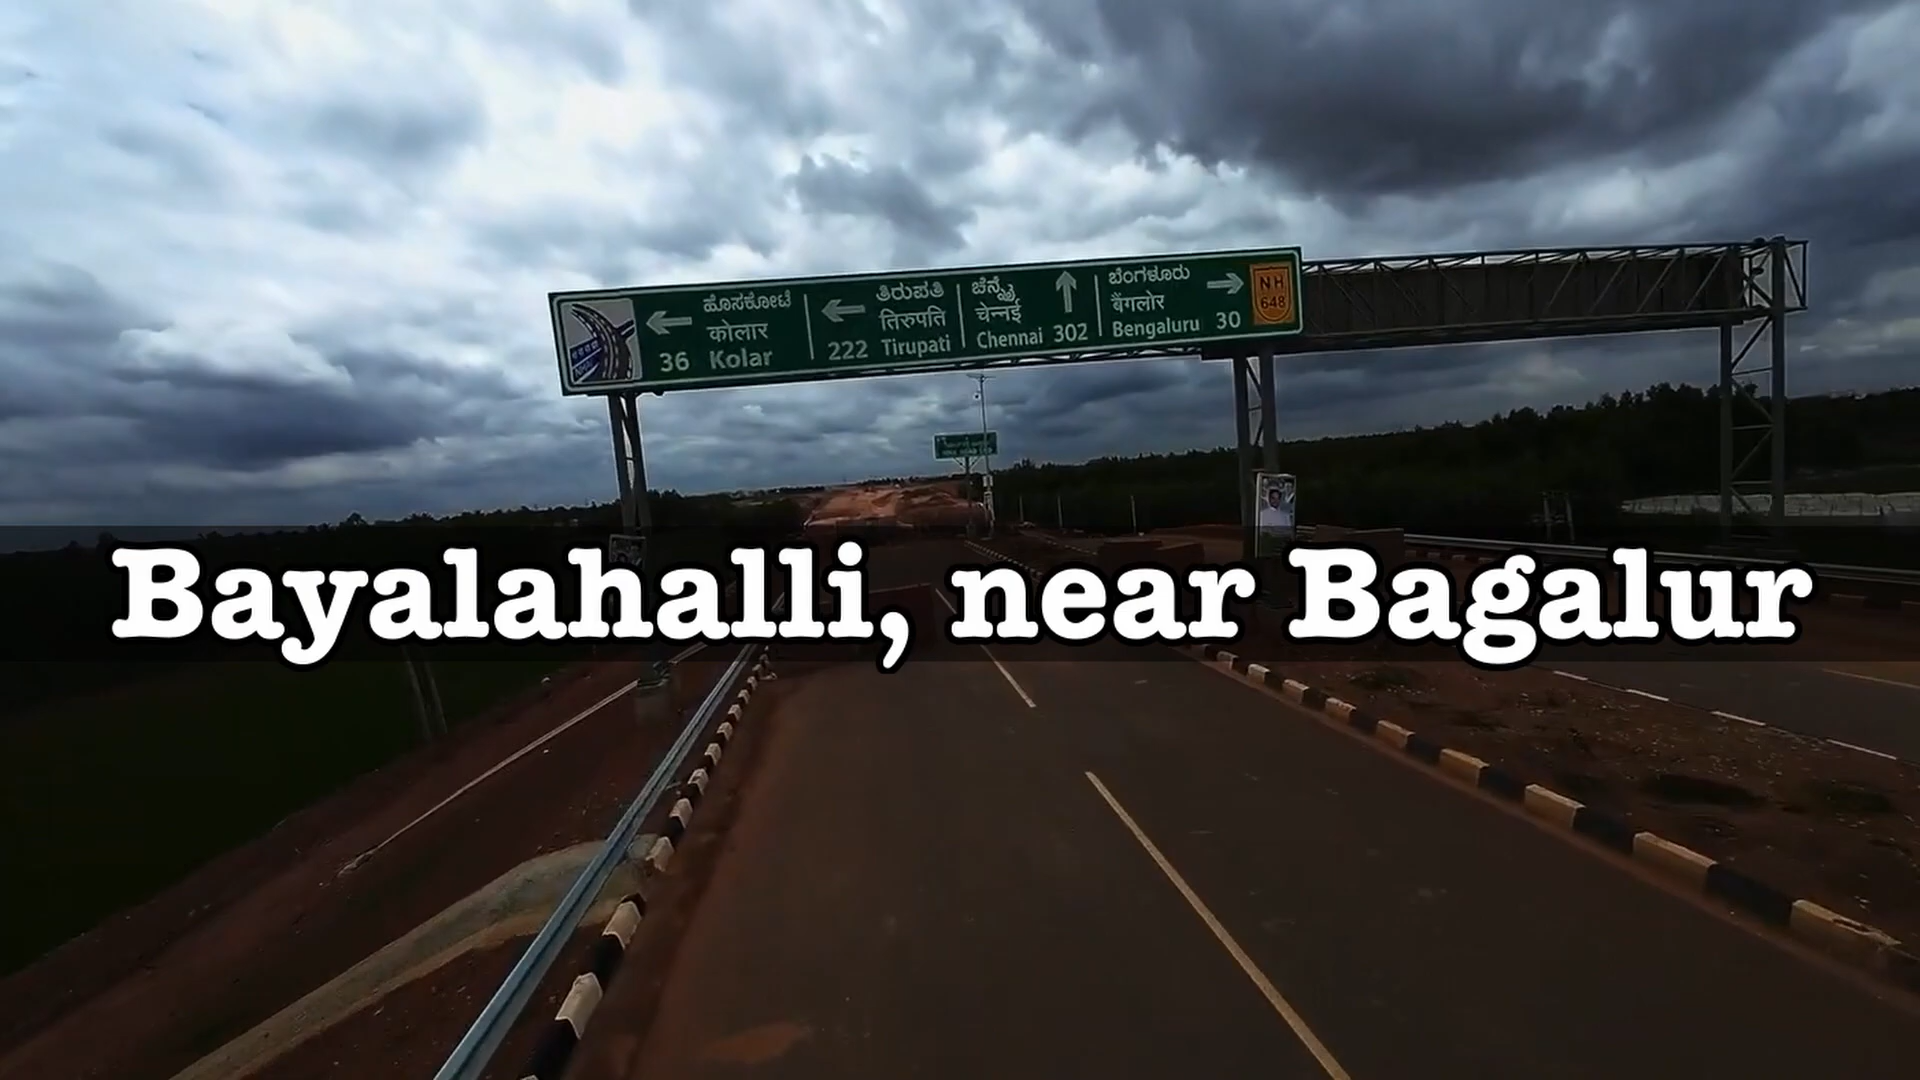 ಹೊಸಕೋಟೆ
कोलार
36 Kolar
ತಿರುಪತಿ
तिरुपति
222 Tirupati
ಚೆನ್ನೈ
चेन्नई
Chennai 302
ಬೆಂಗಳೂರು
बैंगलोर
Bengaluru 30
NH
648
NHAI
Bayalahalli, near Bagalur